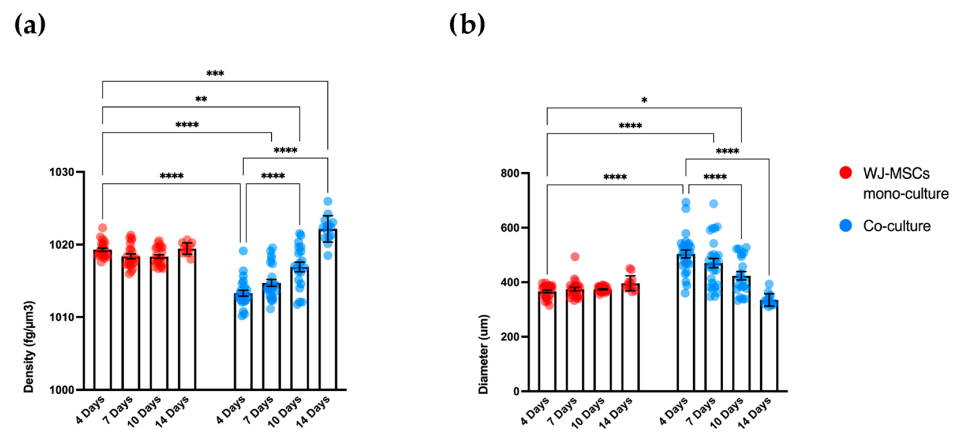 (a)
***
**
****
****
****
****
1030
1020
1010
1000
Density (fg/µm3)
4 Days
7 Days
10 Days
14 Days
4 Days
7 Days
10 Days
14 Days
(b)
*
****
****
****
****
800
600
400
200
0
Diameter (um)
4 Days
7 Days
10 Days
14 Days
4 Days
7 Days
10 Days
14 Days
WJ-MSCs
mono-culture
Co-culture